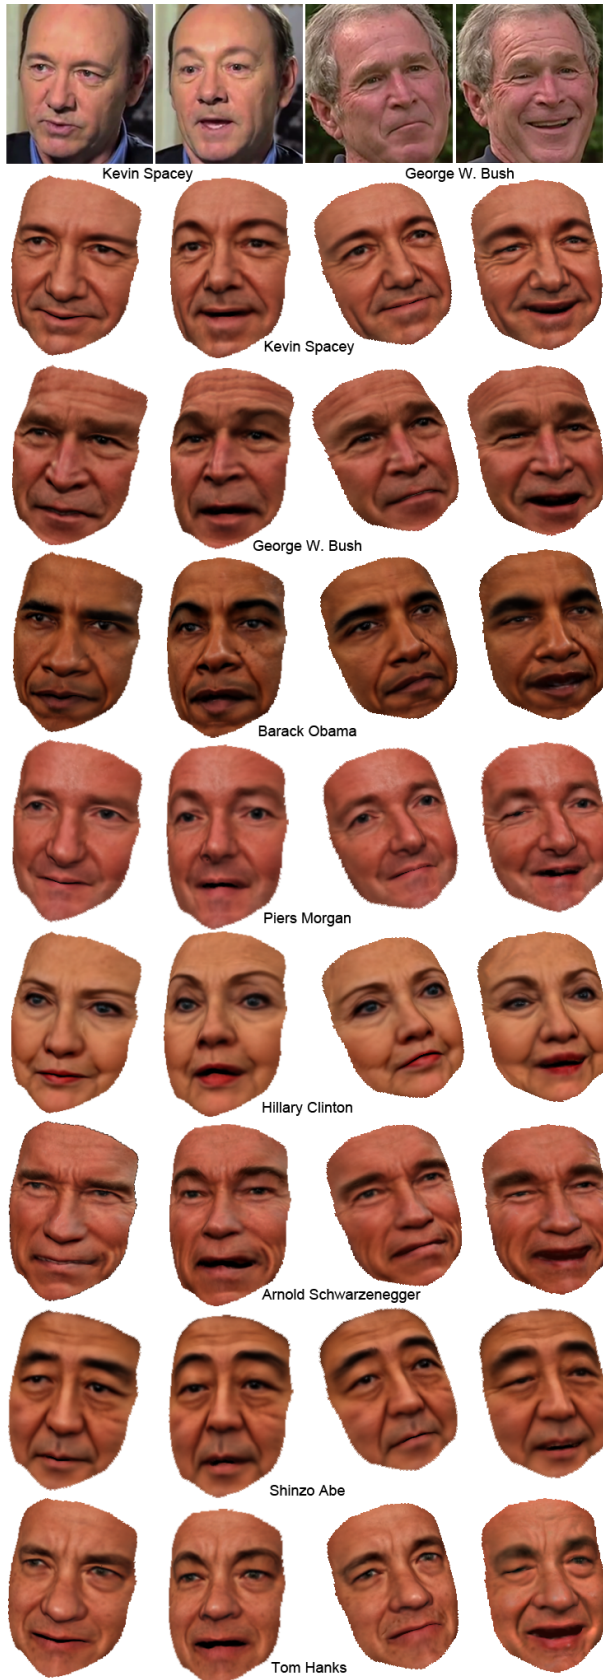 Kevin Spacey
George W. Bush
Kevin Spacey
George W. Bush
Barack Obama
Piers Morgan
Hillary Clinton
Arnold Schwarzenegger
Shinzo Abe
Tom Hanks